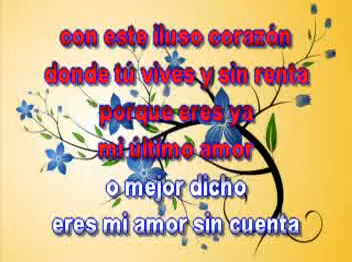 con este iluso corazón
donde tú vives y sin renta
porque eres ya
mi último amor
o mejor dicho
eres mi amor sin cuenta